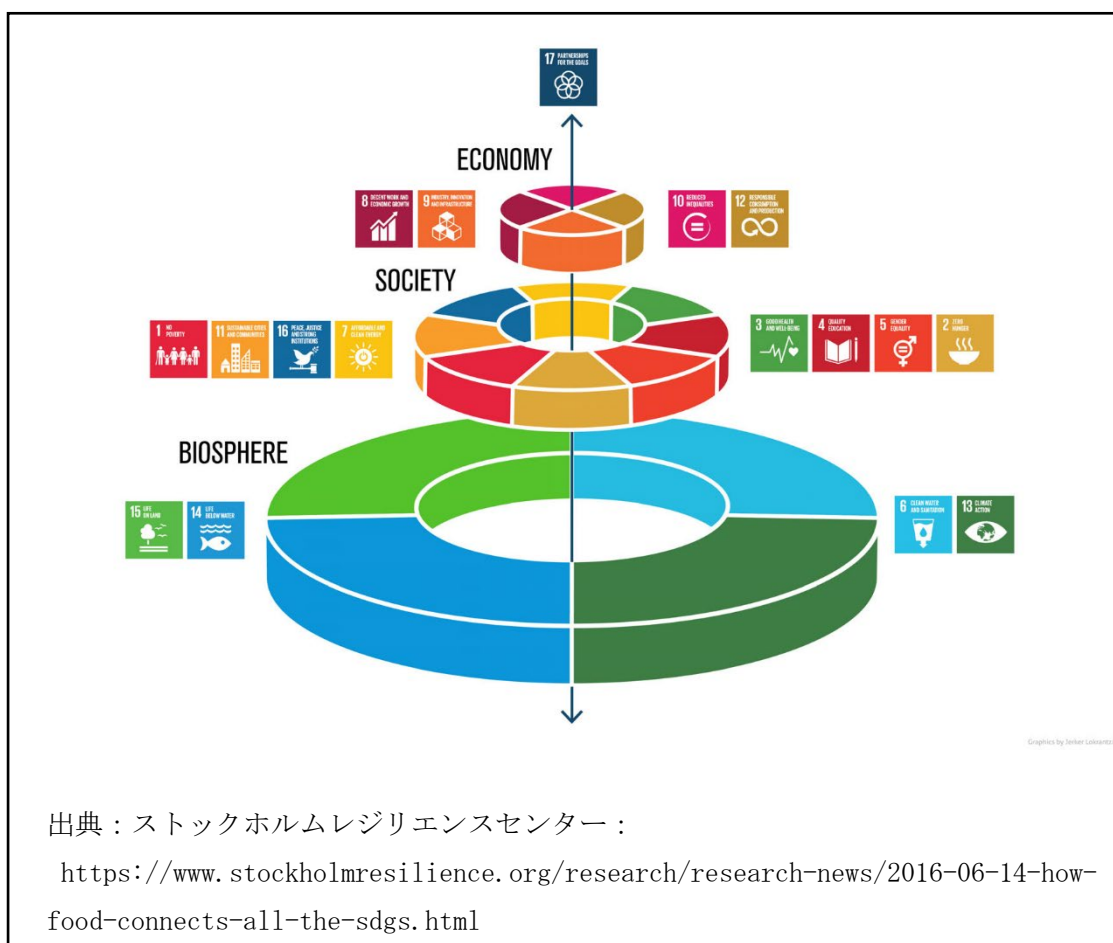 17 PARTNERSHIPS
FOR THE GOALS
ECONOMY
8 DECENT WORK AND
ECONOMIC GROWTH
9 INDUSTRY, INNOVATION
AND INFRASTRUCTURE
10 REDUCED
INEQUALITIES
12 RESPONSIBLE
CONSUMPTION
AND PRODUCTION
SOCIETY
1 NO
POVERTY
11 SUSTAINABLE CITIES
AND COMMUNITIES
16 PEACE, JUSTICE
AND STRONG
INSTITUTIONS
7 AFFORDABLE AND
CLEAN ENERGY
3 GOOD HEALTH
AND WELL-BEING
4 QUALITY
EDUCATION
5 GENDER
EQUALITY
2 ZERO
HUNGER
BIOSPHERE
15 LIFE
ON LAND
14 LIFE
BELOW WATER
6 CLEAN WATER
AND SANITATION
13 CLIMATE
ACTION
Graphics by Jerker
出典：ストックホルムレジリエンスセンター：
https://www.stockholmresilience.org/research/research-news/2016-06-14-how-
food-connects-all-the-sdgs.html